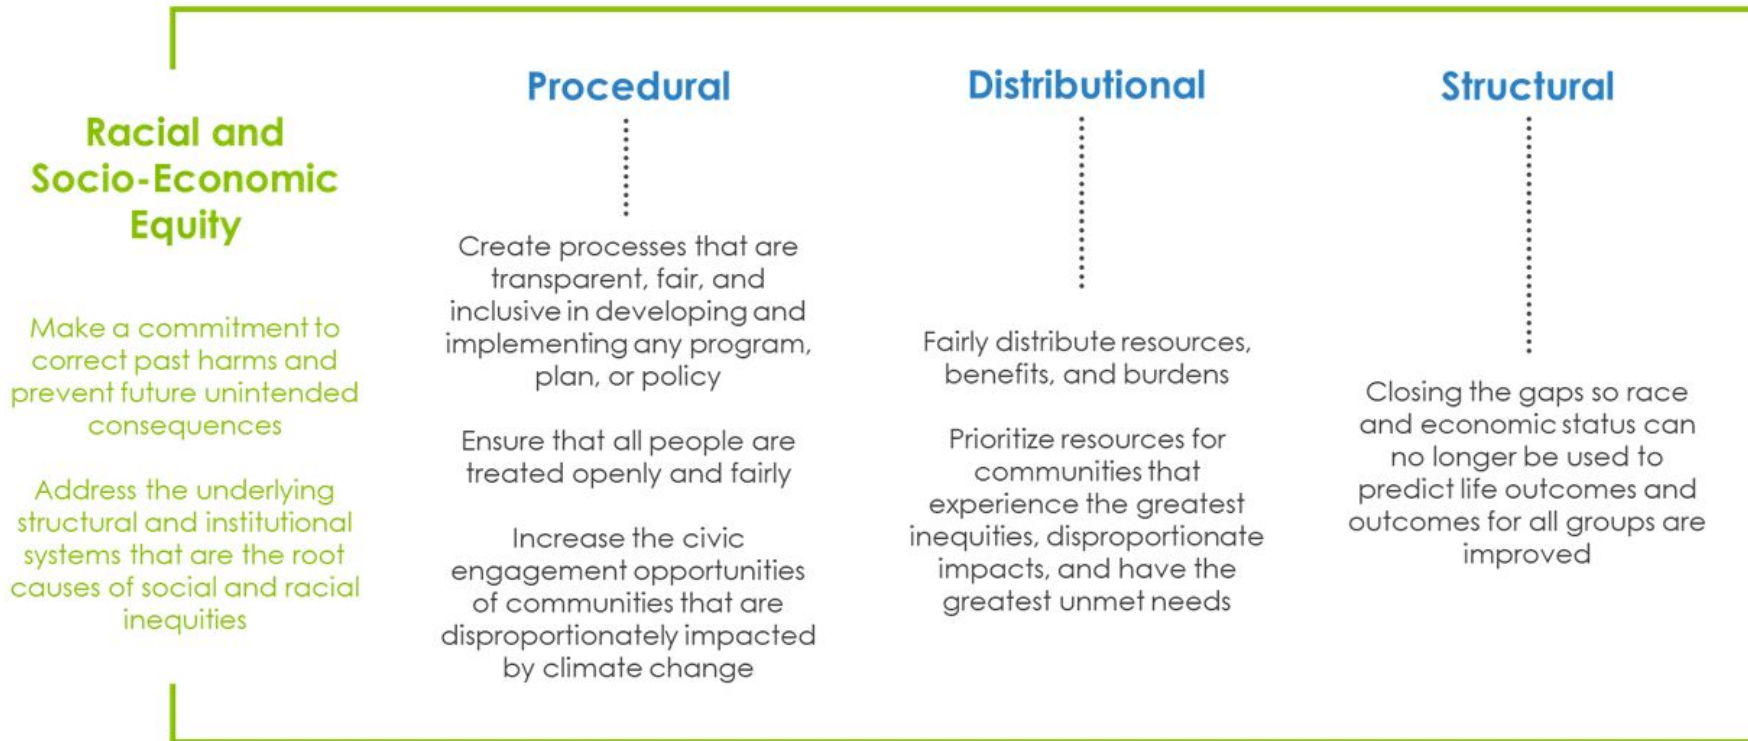 Racial and
Socio-Economic
Equity
Make a commitment to
correct past harms and
prevent future unintended
consequences
Address the underlying
structural and institutional
systems that are the root
causes of social and racial
inequities
Procedural
Create processes that are
transparent, fair, and
inclusive in developing and
implementing any program,
plan, or policy
Ensure that all people are
treated openly and fairly
Increase the civic
engagement opportunities
of communities that are
disproportionately impacted
by climate change
Distributional
Fairly distribute resources,
benefits, and burdens
Prioritize resources for
communities that
experience the greatest
inequities, disproportionate
impacts, and have the
greatest unmet needs
Structural
Closing the gaps so race
and economic status can
no longer be used to
predict life outcomes and
outcomes for all groups are
improved